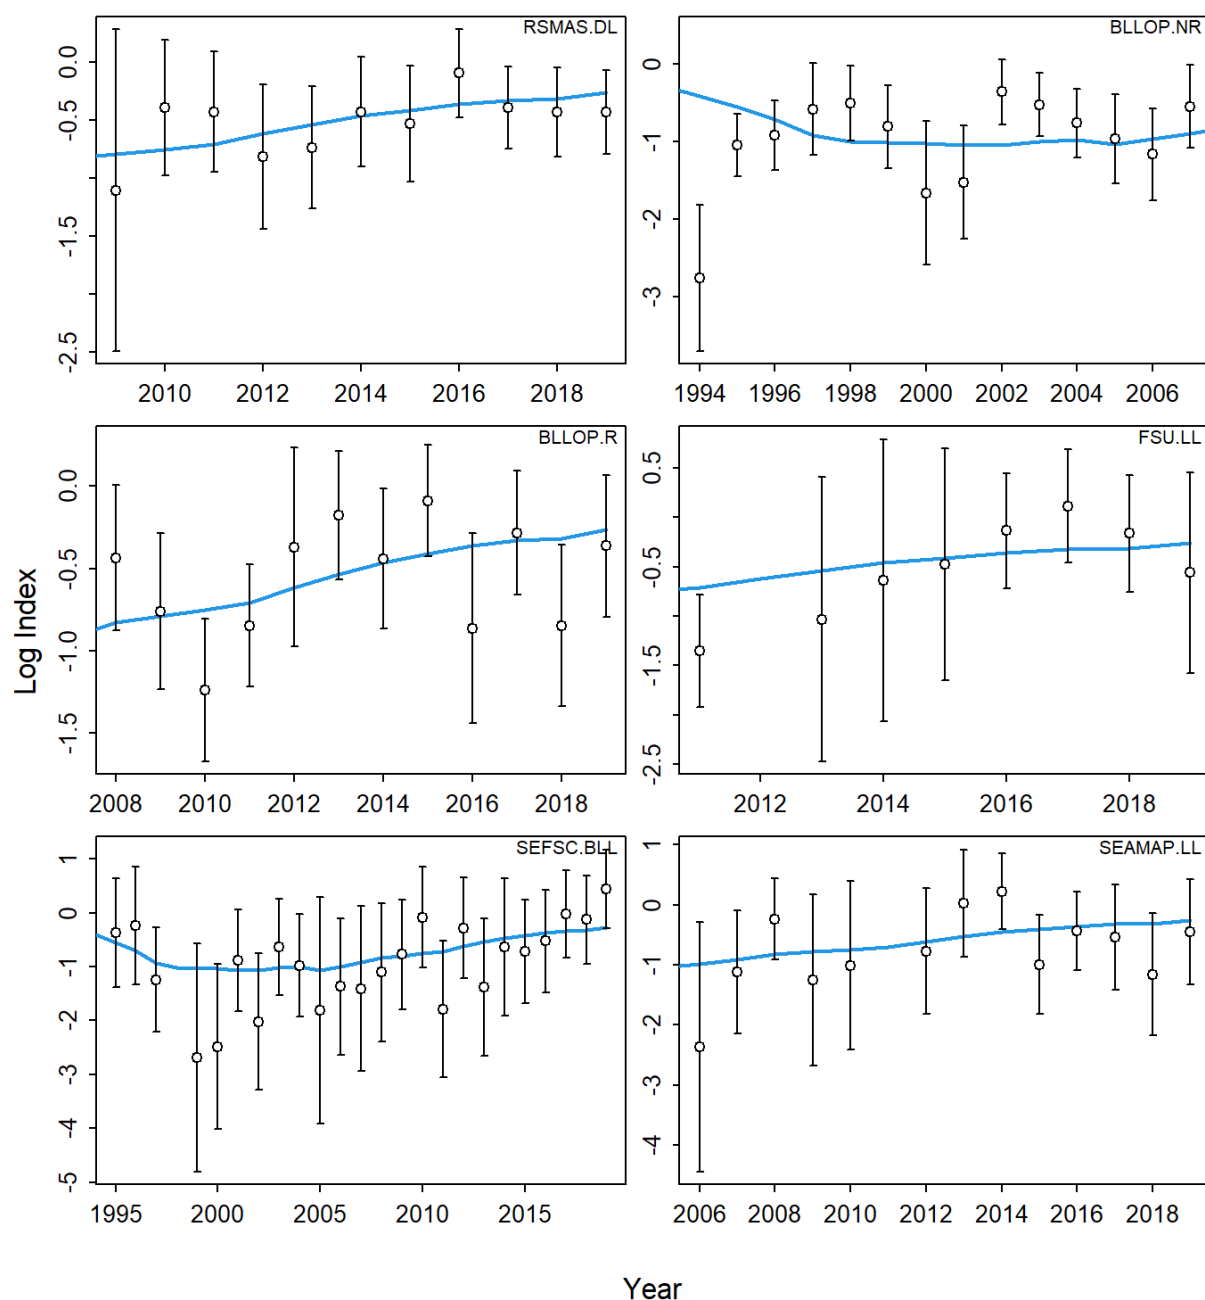 RSMAS.DL
0.0
-0.5
-1.5
-2.5
2010 2012 2014 2016 2018
BLLOP.NR
0
-1
-2
-3
1994 1996 1998 2000 2002 2004 2006
BLLOP.R
0.0
-0.5
-1.0
-1.5
2008 2010 2012 2014 2016 2018
FSU.LL
0.5
-0.5
-1.5
-2.5
2012 2014 2016 2018
SEFSC.BLL
1
0
-1
-2
-3
-4
-5
1995 2000 2005 2010 2015
SEAMAP.LL
1
0
-1
-2
-3
-4
2006 2008 2010 2012 2014 2016 2018
Log Index
Year